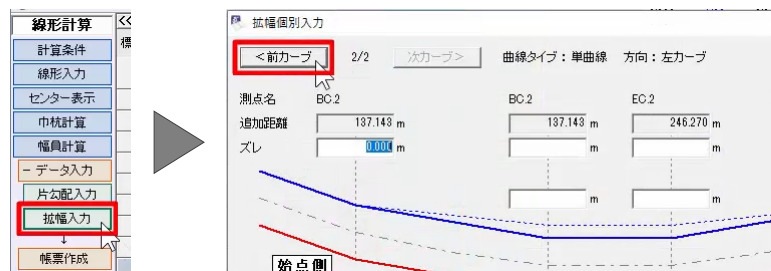 線形計算
<<
標
計算条件
線形入力
センター表示
巾杭計算
幅員計算
− データ入力
片勾配入力
拡幅入力
↓
帳票作成
拡幅個別入力
<前カーブ 2/2 次カーブ> 曲線タイプ：単曲線 方向：左カーブ
測点名 BC.2 BC.2 EC.2
追加距離 137.143 m 137.143 m 246.270 m
ズレ 0.000 m m m
m m
始点側